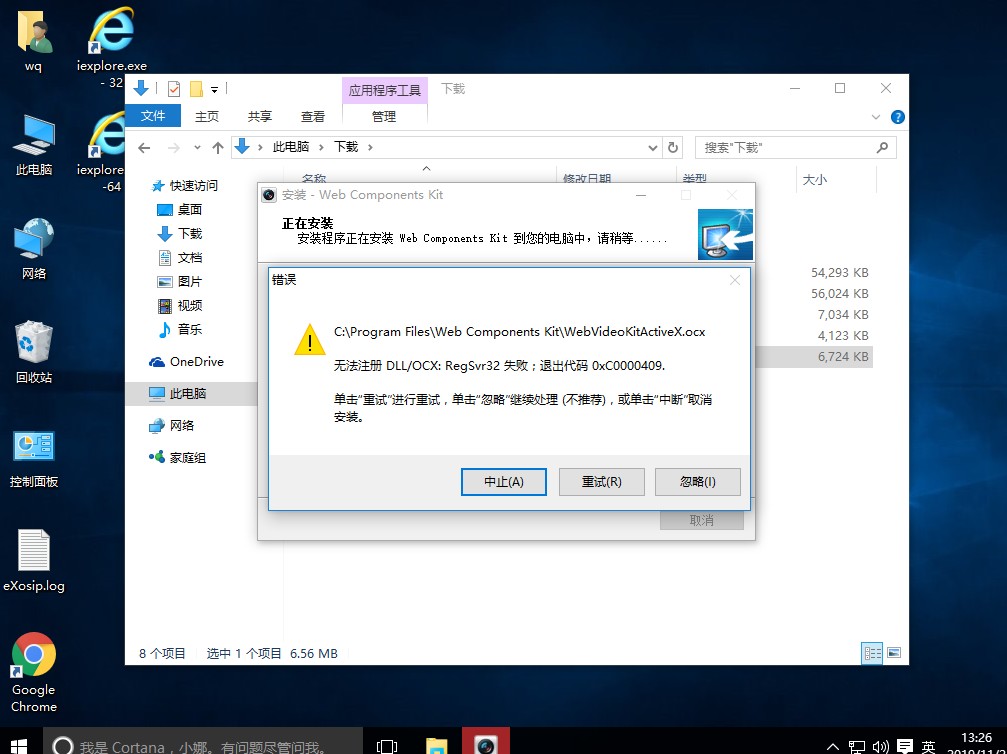 wq
iexplore.exe
- 32
此电脑
iexplore
-64
网络
回收站
控制面板
eXosip.log
Google
Chrome
应用程序工具
下载
文件
主页
共享
查看
管理
此电脑
下载
搜索"下载"
名称
修改日期
类型
大小
快速访问
桌面
下载
文档
图片
视频
音乐
OneDrive
此电脑
网络
家庭组
54,293 KB
56,024 KB
7,034 KB
4,123 KB
6,724 KB
安装 - Web Components Kit
正在安装
安装程序正在安装 Web Components Kit 到您的电脑中，请稍等......
错误
C:\Program Files\Web Components Kit\WebVideoKitActiveX.ocx
无法注册 DLL/OCX: RegSvr32 失败；退出代码 0xC0000409.
单击“重试”进行重试，单击“忽略”继续处理 (不推荐)，或单击“中断”取消
安装。
中止(A)
重试(R)
忽略(I)
取消
8 个项目
选中 1 个项目 6.56 MB
我是 Cortana，小娜。有问题尽管问我。
英
13:26